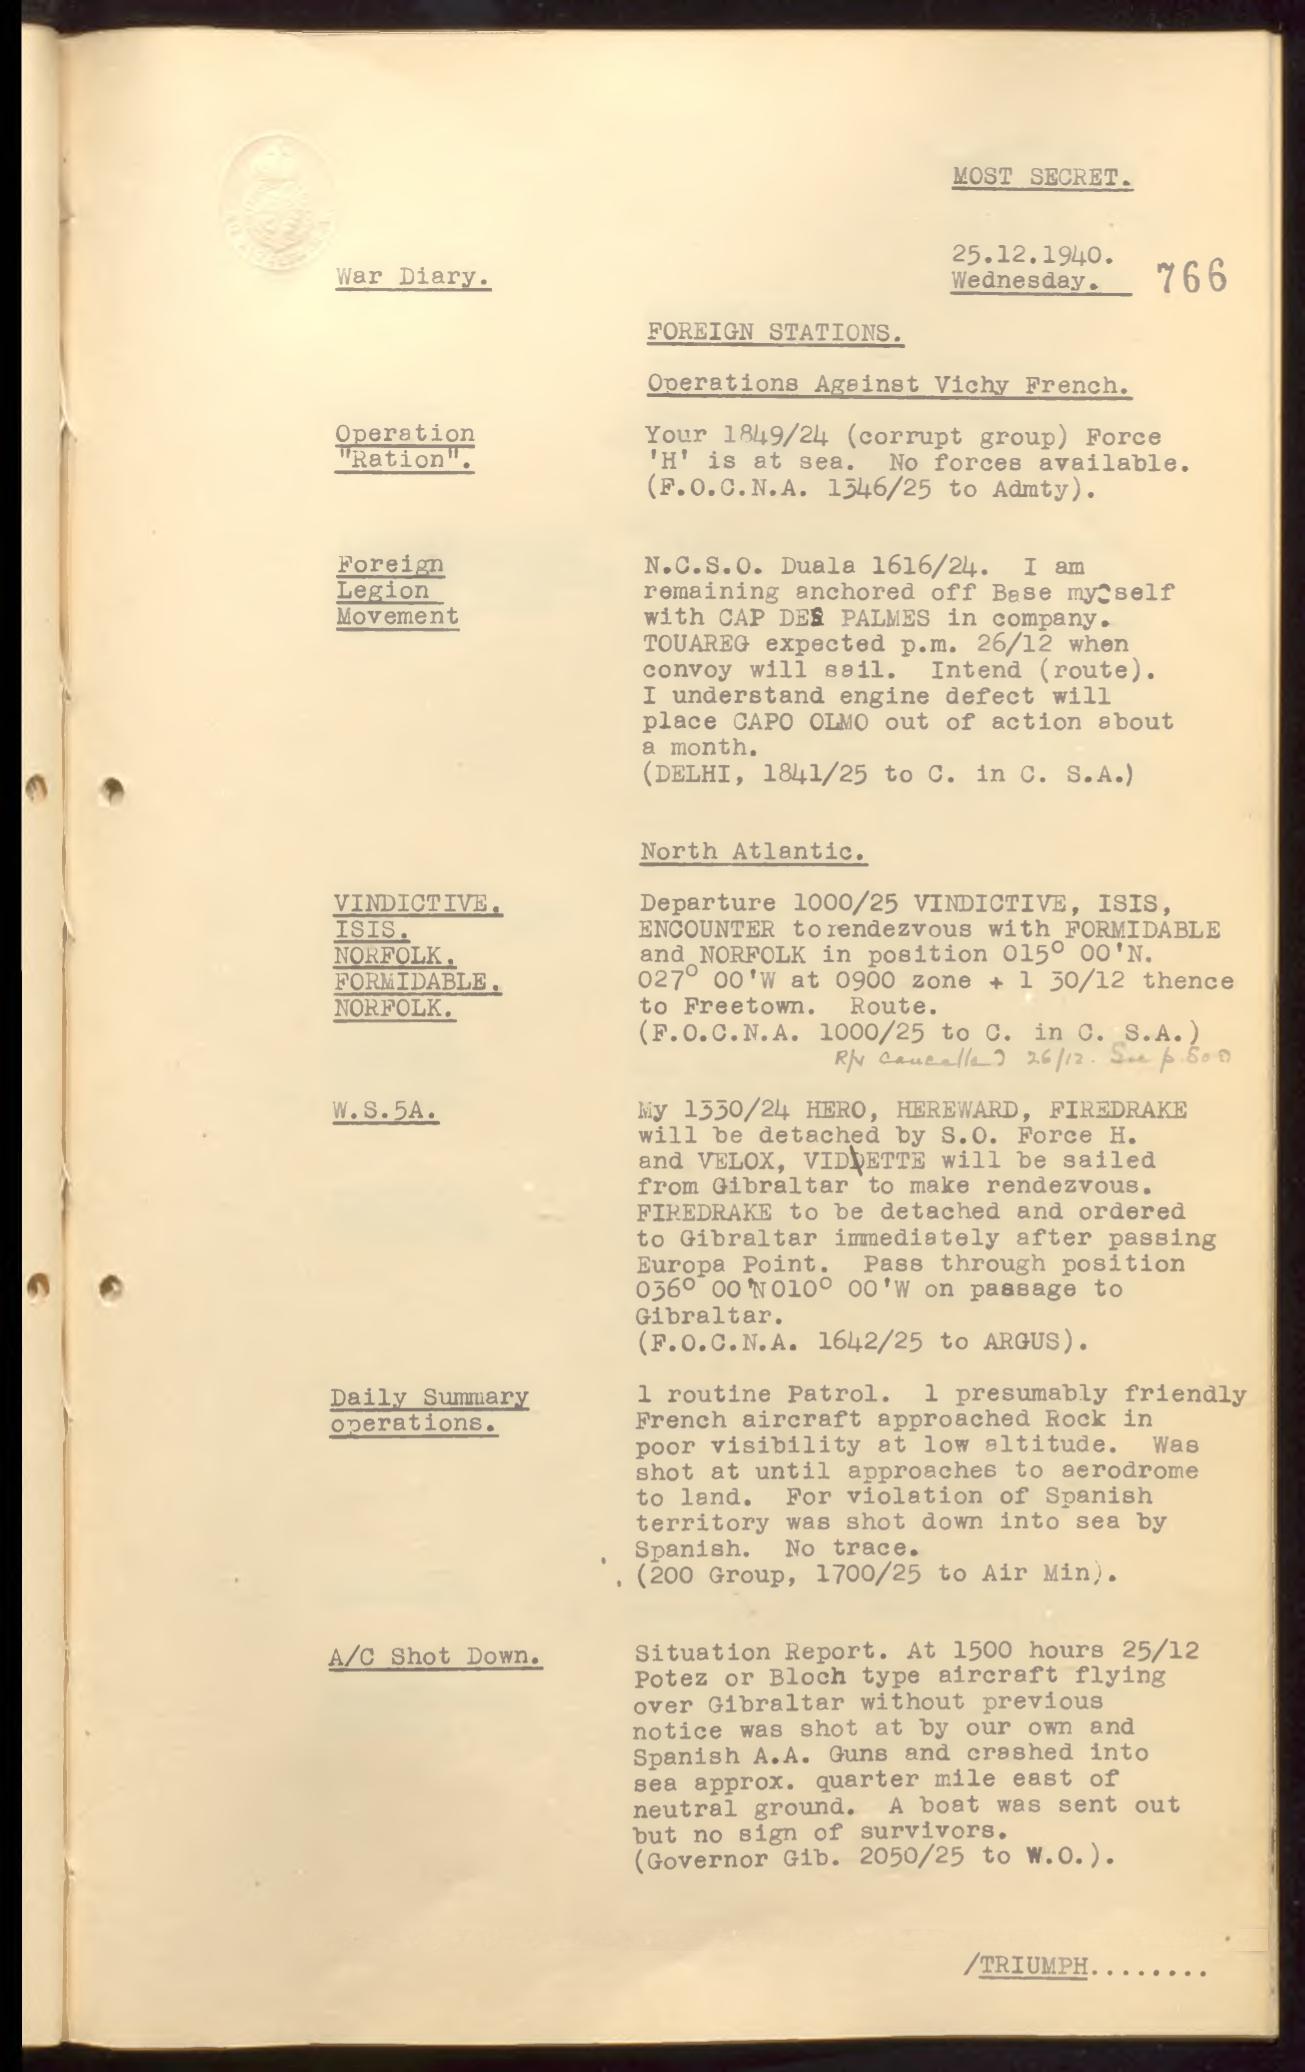 MOST SECRET.
25.12.1940.
War Diary.
Wednesday. 766
FOREIGN STATIONS.
Operations Against Vichy French.
Operation
"Ration".
Your 1849/24 (corrupt group) Force
'H' is at sea. No forces available.
(F.O.C.N.A. 1346/25 to Admty).
Foreign
Legion
Movement
N.C.S.O. Duala 1616/24. I am
remaining anchored off Base myself
with CAP DES PALMES in company.
TOUAREG expected p.m. 26/12 when
convoy will sail. Intend (route).
I understand engine defect will
place CAPO OLMO out of action about
a month.
(DELHI, 1841/25 to C. in C. S.A.)
North Atlantic.
VINDICTIVE.
ISIS.
NORFOLK.
FORMIDABLE.
NORFOLK.
Departure 1000/25 VINDICTIVE, ISIS,
ENCOUNTER to rendezvous with FORMIDABLE
and NORFOLK in position 015° 00'N.
027° 00'W at 0900 zone + 1 30/12 thence
to Freetown. Route.
(F.O.C.N.A. 1000/25 to C. in C. S.A.)
R/V cancelled 26/12. See p.
W.S.5A.
My 1330/24 HERO, HEREWARD, FIREDRAKE
will be detached by S.O. Force H.
and VELOX, VIDETTE will be sailed
from Gibraltar to make rendezvous.
FIREDRAKE to be detached and ordered
to Gibraltar immediately after passing
Europa Point. Pass through position
036° 00'N 010° 00'W on passage to
Gibraltar.
(F.O.C.N.A. 1642/25 to ARGUS).
Daily Summary
operations.
1 routine Patrol. 1 presumably friendly
French aircraft approached Rock in
poor visibility at low altitude. Was
shot at until approaches to aerodrome
to land. For violation of Spanish
territory was shot down into sea by
Spanish. No trace.
(200 Group, 1700/25 to Air Min).
A/C Shot Down.
Situation Report. At 1500 hours 25/12
Potez or Bloch type aircraft flying
over Gibraltar without previous
notice was shot at by our own and
Spanish A.A. Guns and crashed into
sea approx. quarter mile east of
neutral ground. A boat was sent out
but no sign of survivors.
(Governor Gib. 2050/25 to W.O.).
/TRIUMPH........